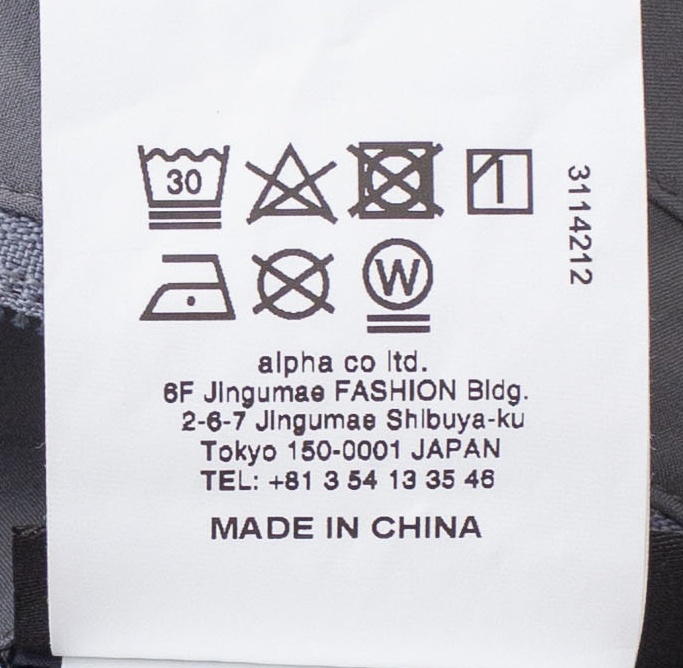 30
W
3114212
alpha co ltd.
6F Jingumae FASHION Bldg.
2-6-7 Jingumae Shibuya-ku
Tokyo 150-0001 JAPAN
TEL: +81 3 54 13 35 46
MADE IN CHINA